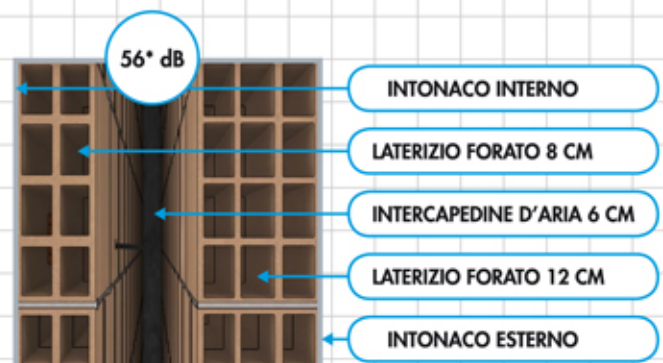 56* dB
INTONACO INTERNO
LATERIZIO FORATO 8 CM
INTERCAPEDINE D'ARIA 6 CM
LATERIZIO FORATO 12 CM
INTONACO ESTERNO